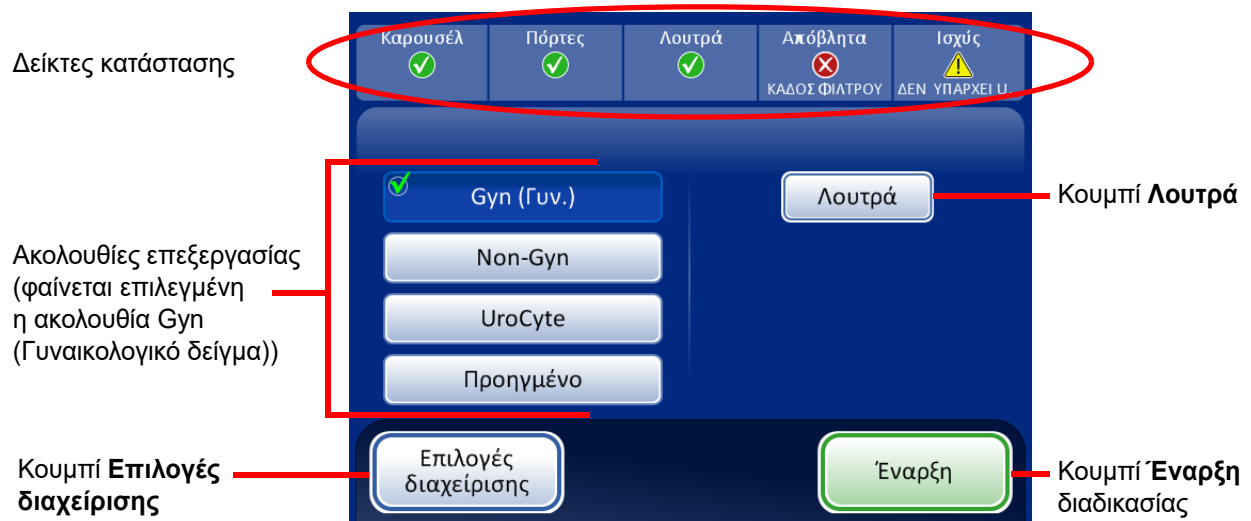 Δείκτες κατάστασης
Καρουσέλ
Πόρτες
Λουτρά
Απόβλητα
ΚΑΔΟΣ ΦΙΛΤΡΟΥ
Ισχύς
ΔΕΝ ΥΠΑΡΧΕΙ U.
Gyn (Γυν.)
Non-Gyn
UroCyte
Προηγμένο
Λουτρά
Κουμπί Λουτρά
Ακολουθίες επεξεργασίας
(φαίνεται επιλεγμένη
η ακολουθία Gyn
(Γυναικολογικό δείγμα))
Κουμπί Επιλογές
διαχείρισης
Επιλογές
διαχείρισης
Έναρξη
Κουμπί Έναρξη
διαδικασίας